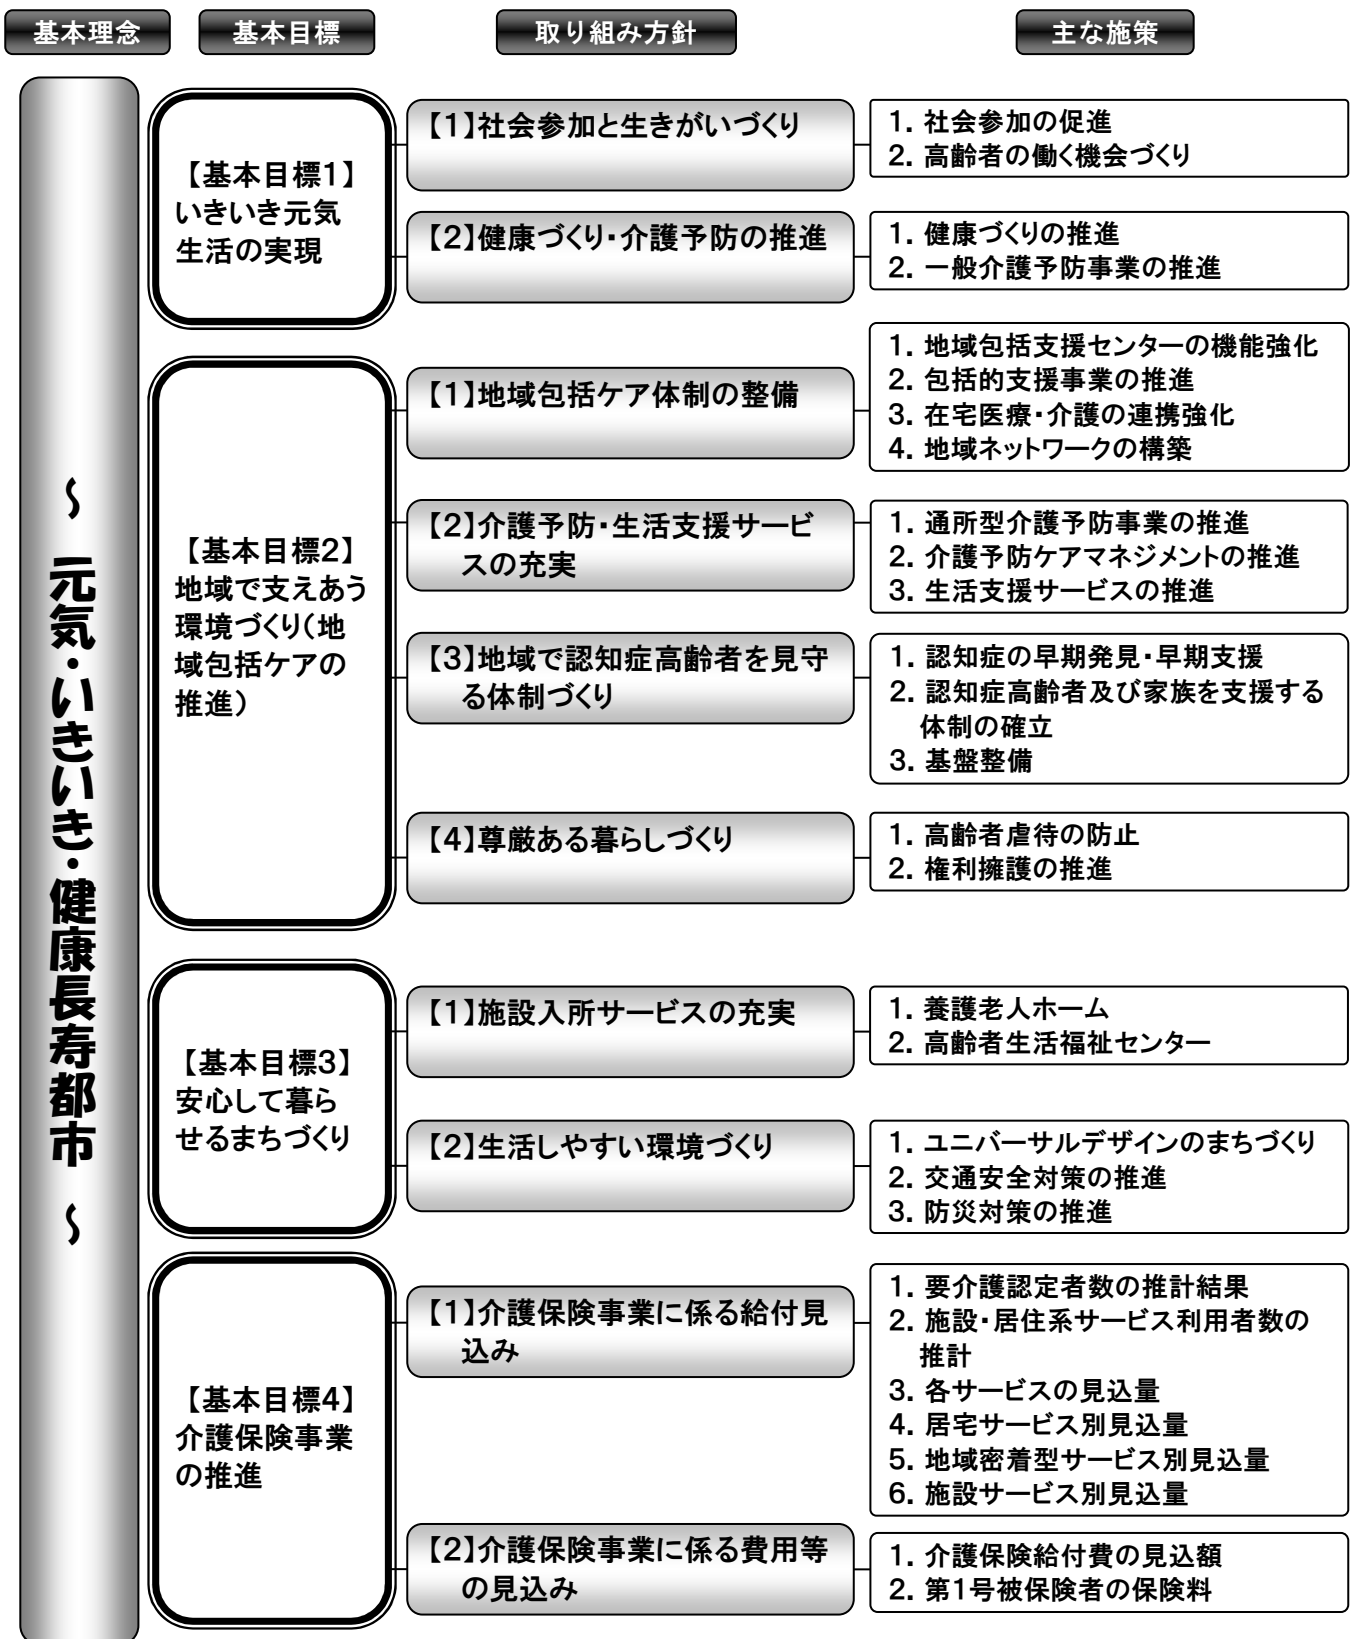 基本理念
基本目標
取り組み方針
主な施策
～ 元気・いきいき・健康長寿都市 ～
【基本目標1】
いきいき元気
生活の実現
【1】社会参加と生きがいづくり
1. 社会参加の促進
2. 高齢者の働く機会づくり
【2】健康づくり・介護予防の推進
1. 健康づくりの推進
2. 一般介護予防事業の推進
【基本目標2】
地域で支えあう
環境づくり(地
域包括ケアの
推進)
【1】地域包括ケア体制の整備
1. 地域包括支援センターの機能強化
2. 包括的支援事業の推進
3. 在宅医療・介護の連携強化
4. 地域ネットワークの構築
【2】介護予防・生活支援サービ
スの充実
1. 通所型介護予防事業の推進
2. 介護予防ケアマネジメントの推進
3. 生活支援サービスの推進
【3】地域で認知症高齢者を見守
る体制づくり
1. 認知症の早期発見・早期支援
2. 認知症高齢者及び家族を支援する
体制の確立
3. 基盤整備
【4】尊厳ある暮らしづくり
1. 高齢者虐待の防止
2. 権利擁護の推進
【基本目標3】
安心して暮ら
せるまちづくり
【1】施設入所サービスの充実
1. 養護老人ホーム
2. 高齢者生活福祉センター
【2】生活しやすい環境づくり
1. ユニバーサルデザインのまちづくり
2. 交通安全対策の推進
3. 防災対策の推進
【基本目標4】
介護保険事業
の推進
【1】介護保険事業に係る給付見
込み
1. 要介護認定者数の推計結果
2. 施設・居住系サービス利用者数の
推計
3. 各サービスの見込量
4. 居宅サービス別見込量
5. 地域密着型サービス別見込量
6. 施設サービス別見込量
【2】介護保険事業に係る費用等
の見込み
1. 介護保険給付費の見込額
2. 第1号被保険者の保険料